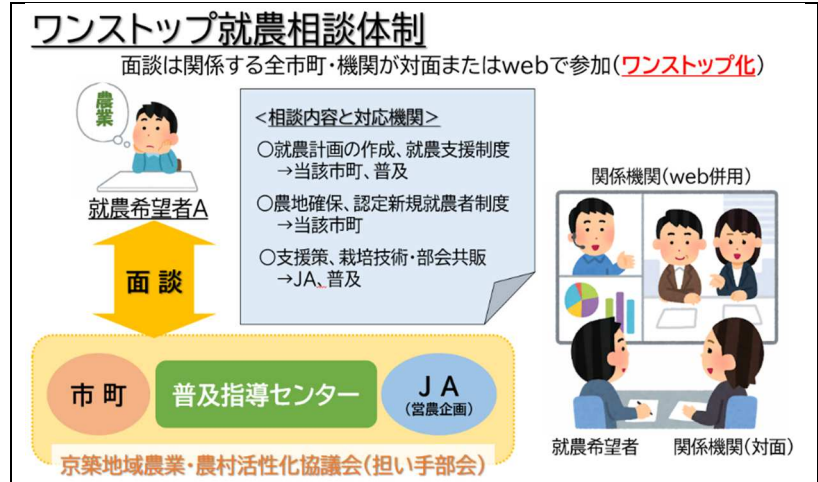 ワンストップ就農相談体制
面談は関係する全市町・機関が対面またはwebで参加(ワンストップ化)
農業
就農希望者A
面談
<相談内容と対応機関>
○就農計画の作成、就農支援制度
→当該市町、普及
○農地確保、認定新規就農者制度
→当該市町
○支援策、栽培技術・部会共販
→JA、普及
関係機関(web併用)
就農希望者
関係機関(対面)
市町
普及指導センター
JA
(営農企画)
京築地域農業・農村活性化協議会(担い手部会)